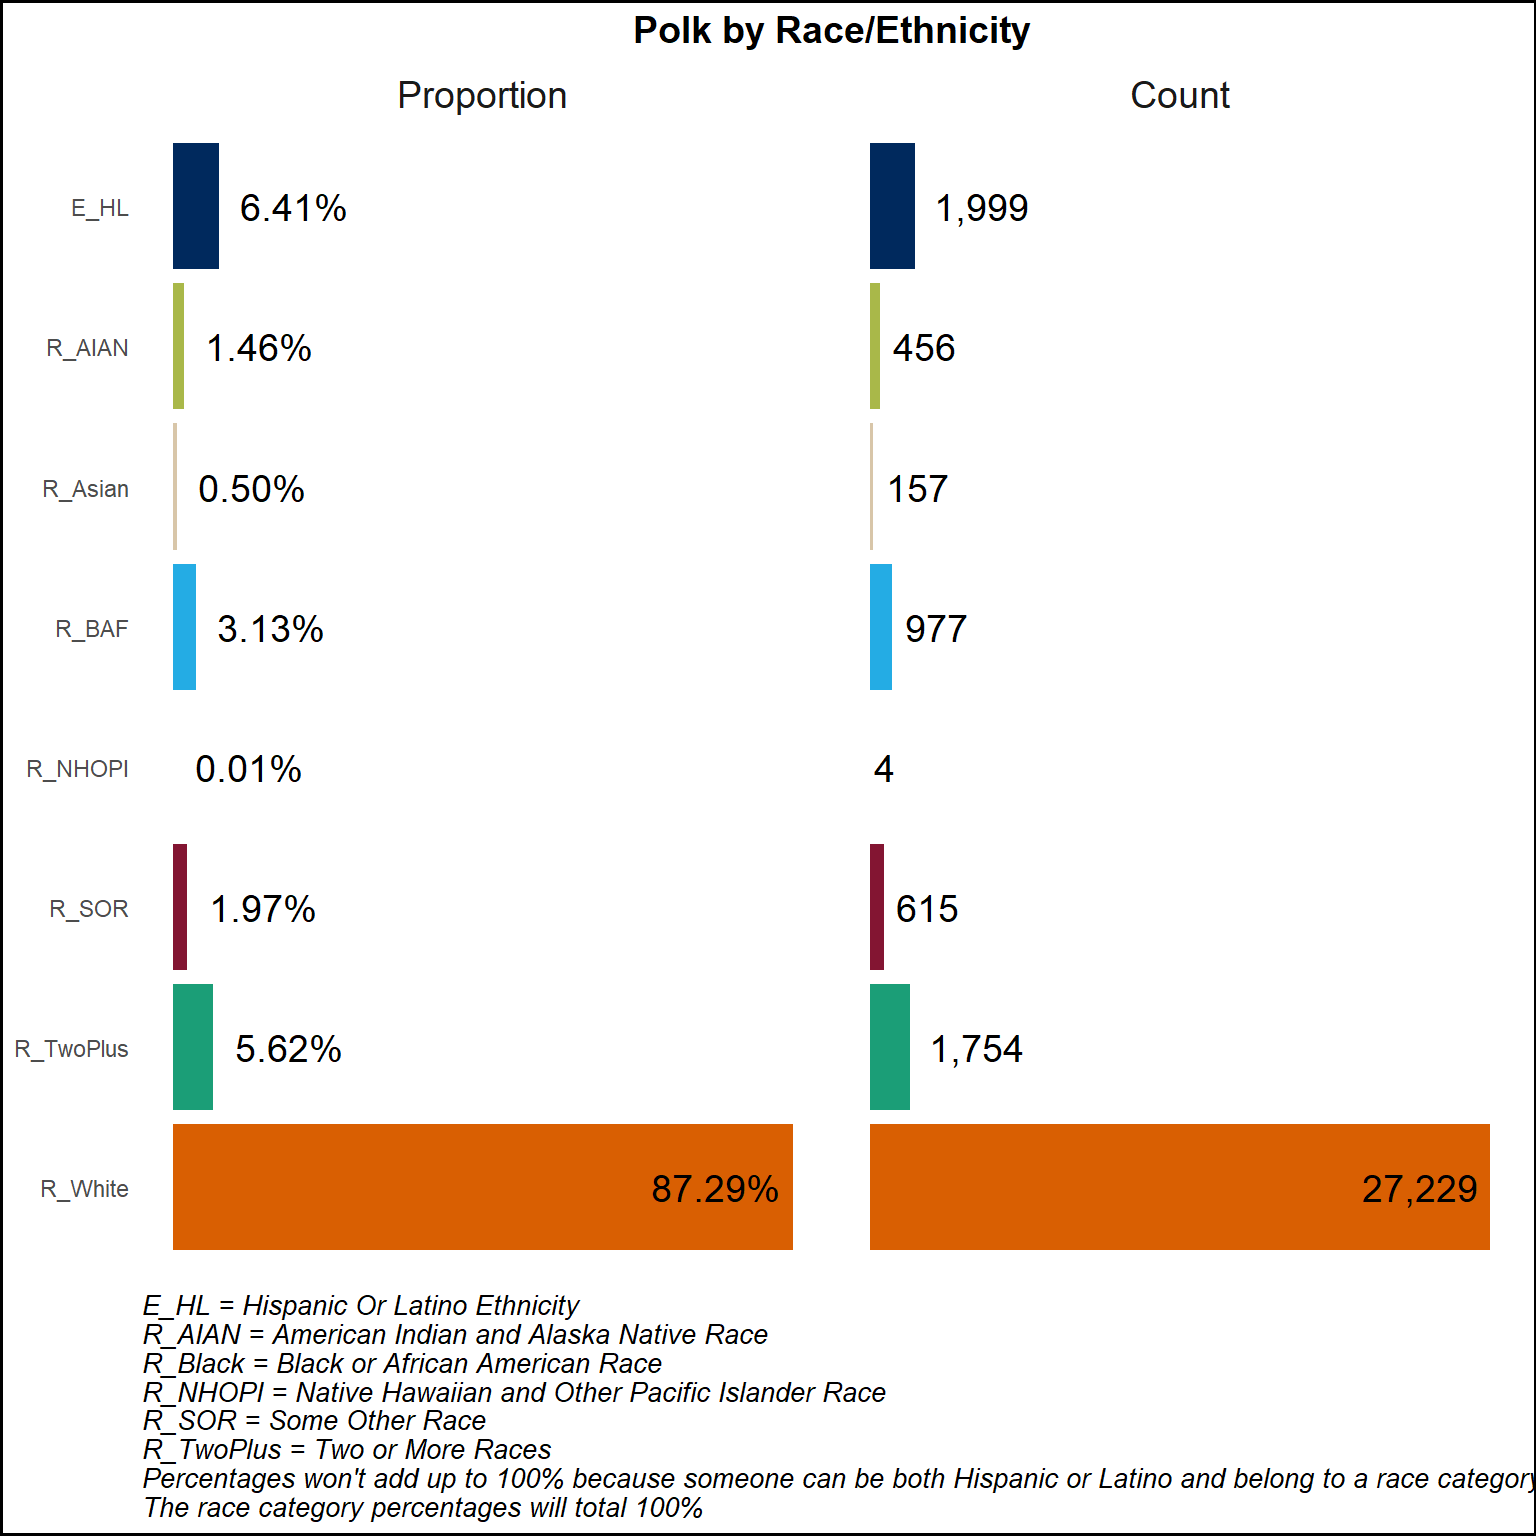 Polk by Race/Ethnicity
Proportion
Count
E_HL
6.41%
1,999
R_AIAN
1.46%
456
R_Asian
0.50%
157
R_BAF
3.13%
977
R_NHOPI
0.01%
4
R_SOR
1.97%
615
R_TwoPlus
5.62%
1,754
R_White
87.29%
27,229
E_HL = Hispanic Or Latino Ethnicity
R_AIAN = American Indian and Alaska Native Race
R_Black = Black or African American Race
R_NHOPI = Native Hawaiian and Other Pacific Islander Race
R_SOR = Some Other Race
R_TwoPlus = Two or More Races
Percentages won't add up to 100% because someone can be both Hispanic or Latino and belong to a race category
The race category percentages will total 100%